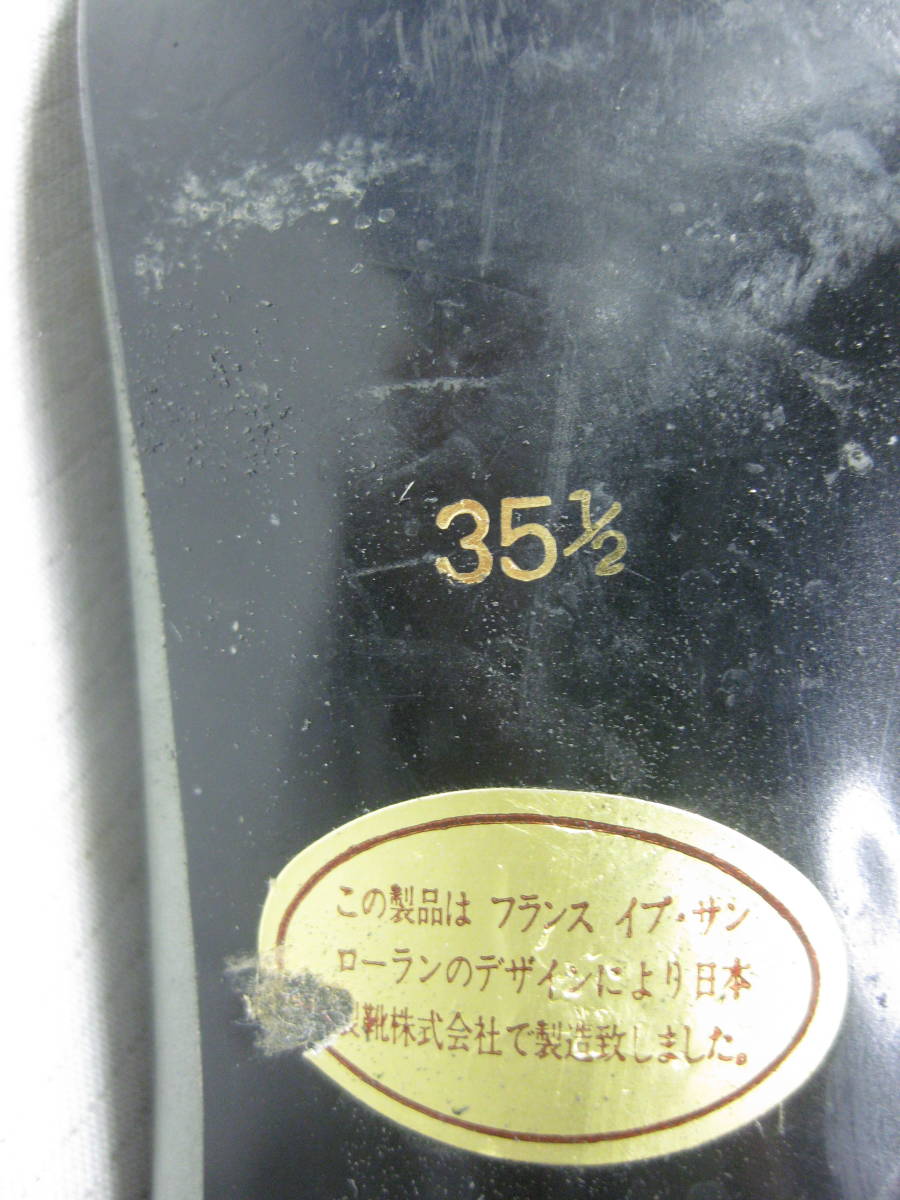 35½
この製品は フランス イブ・サン
ローランのデザインにより日本
製靴株式会社で製造致しました。